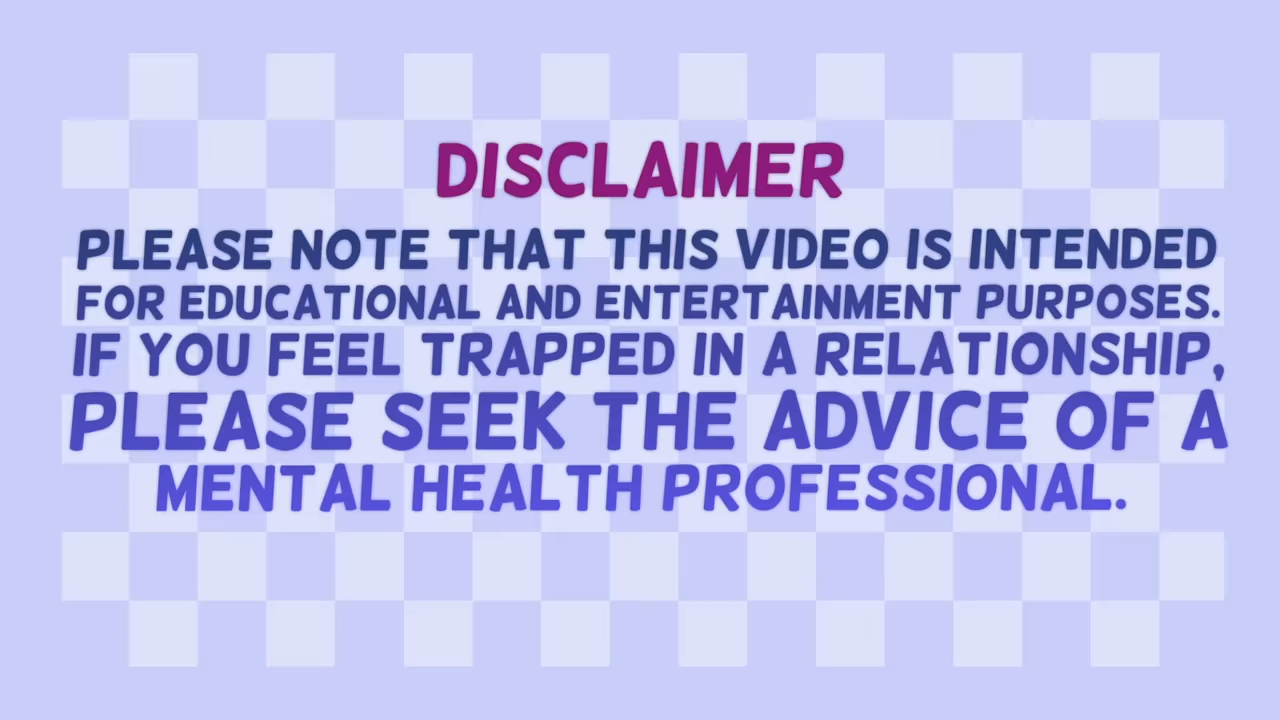 DISCLAIMER
PLEASE NOTE THAT THIS VIDEO IS INTENDED
FOR EDUCATIONAL AND ENTERTAINMENT PURPOSES.
IF YOU FEEL TRAPPED IN A RELATIONSHIP,
PLEASE SEEK THE ADVICE OF A
MENTAL HEALTH PROFESSIONAL.